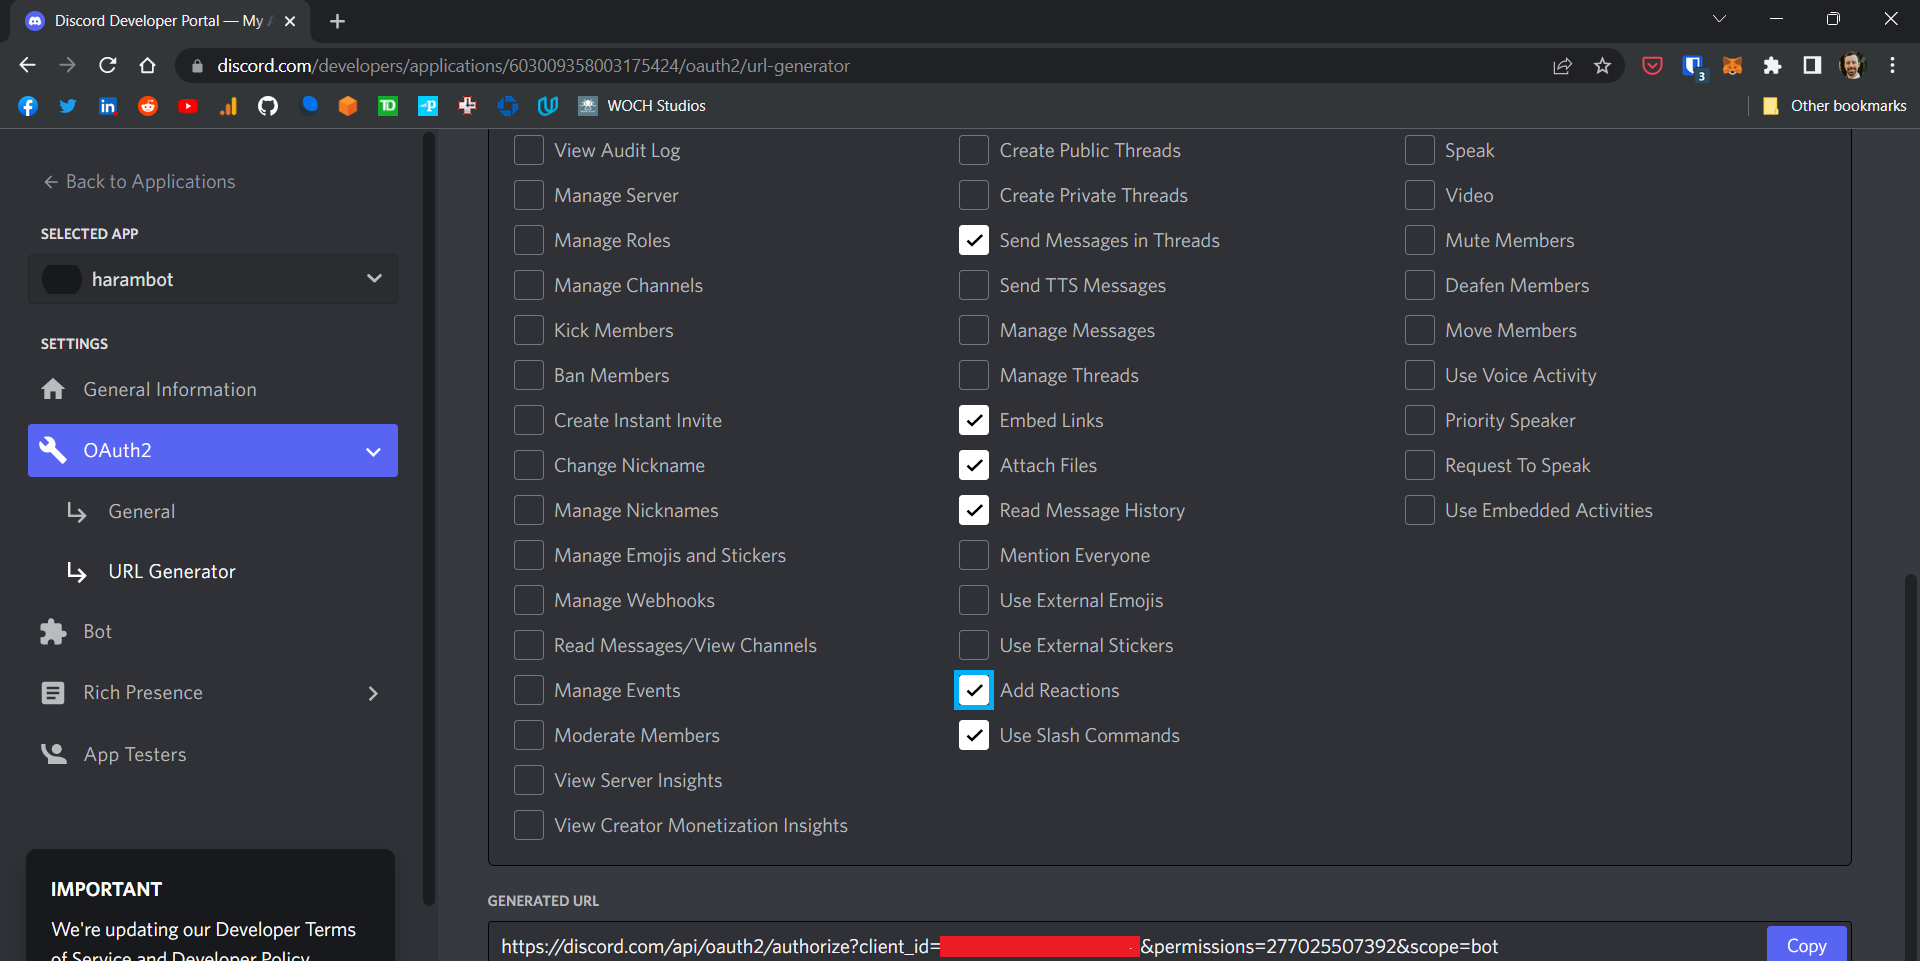 Discord Developer Portal — My A
discord.com/developers/applications/603009358003175424/oauth2/url-generator
3
WOCH Studios
Other bookmarks
← Back to Applications
SELECTED APP
harambot
SETTINGS
General Information
OAuth2
General
URL Generator
Bot
Rich Presence
App Testers
IMPORTANT
We're updating our Developer Terms
of Service and Developer Policy
View Audit Log
Manage Server
Manage Roles
Manage Channels
Kick Members
Ban Members
Create Instant Invite
Change Nickname
Manage Nicknames
Manage Emojis and Stickers
Manage Webhooks
Read Messages/View Channels
Manage Events
Moderate Members
View Server Insights
View Creator Monetization Insights
Create Public Threads
Create Private Threads
Send Messages in Threads
Send TTS Messages
Manage Messages
Manage Threads
Embed Links
Attach Files
Read Message History
Mention Everyone
Use External Emojis
Use External Stickers
Add Reactions
Use Slash Commands
Speak
Video
Mute Members
Deafen Members
Move Members
Use Voice Activity
Priority Speaker
Request To Speak
Use Embedded Activities
GENERATED URL
https://discord.com/api/oauth2/authorize?client_id= &permissions=277025507392&scope=bot
Copy